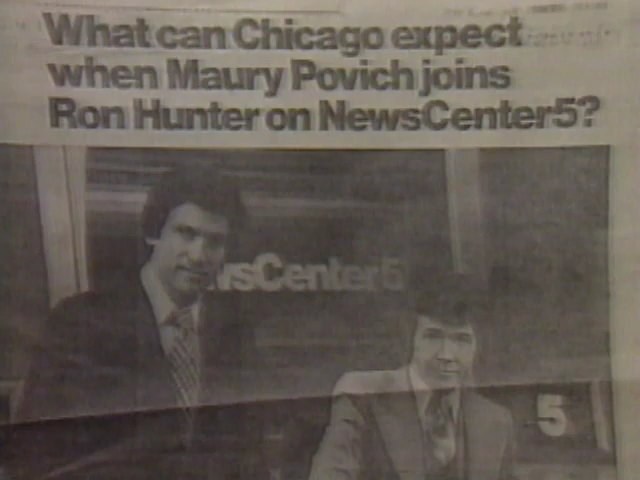 What can Chicago expect
when Maury Povich joins
Ron Hunter on NewsCenter5?
wsCenter5
5